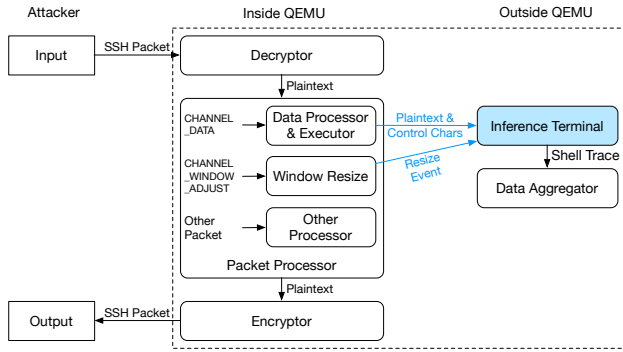 Attacker
Inside QEMU
Outside QEMU
Input
SSH Packet
Decryptor
Plaintext
CHANNEL
_DATA
Data Processor
& Executor
Plaintext &
Control Chars
Inference Terminal
CHANNEL
_WINDOW
_ADJUST
Window Resize
Resize
Event
Shell Trace
Data Aggregator
Other
Packet
Other
Processor
Packet Processor
Plaintext
Output
SSH Packet
Encryptor